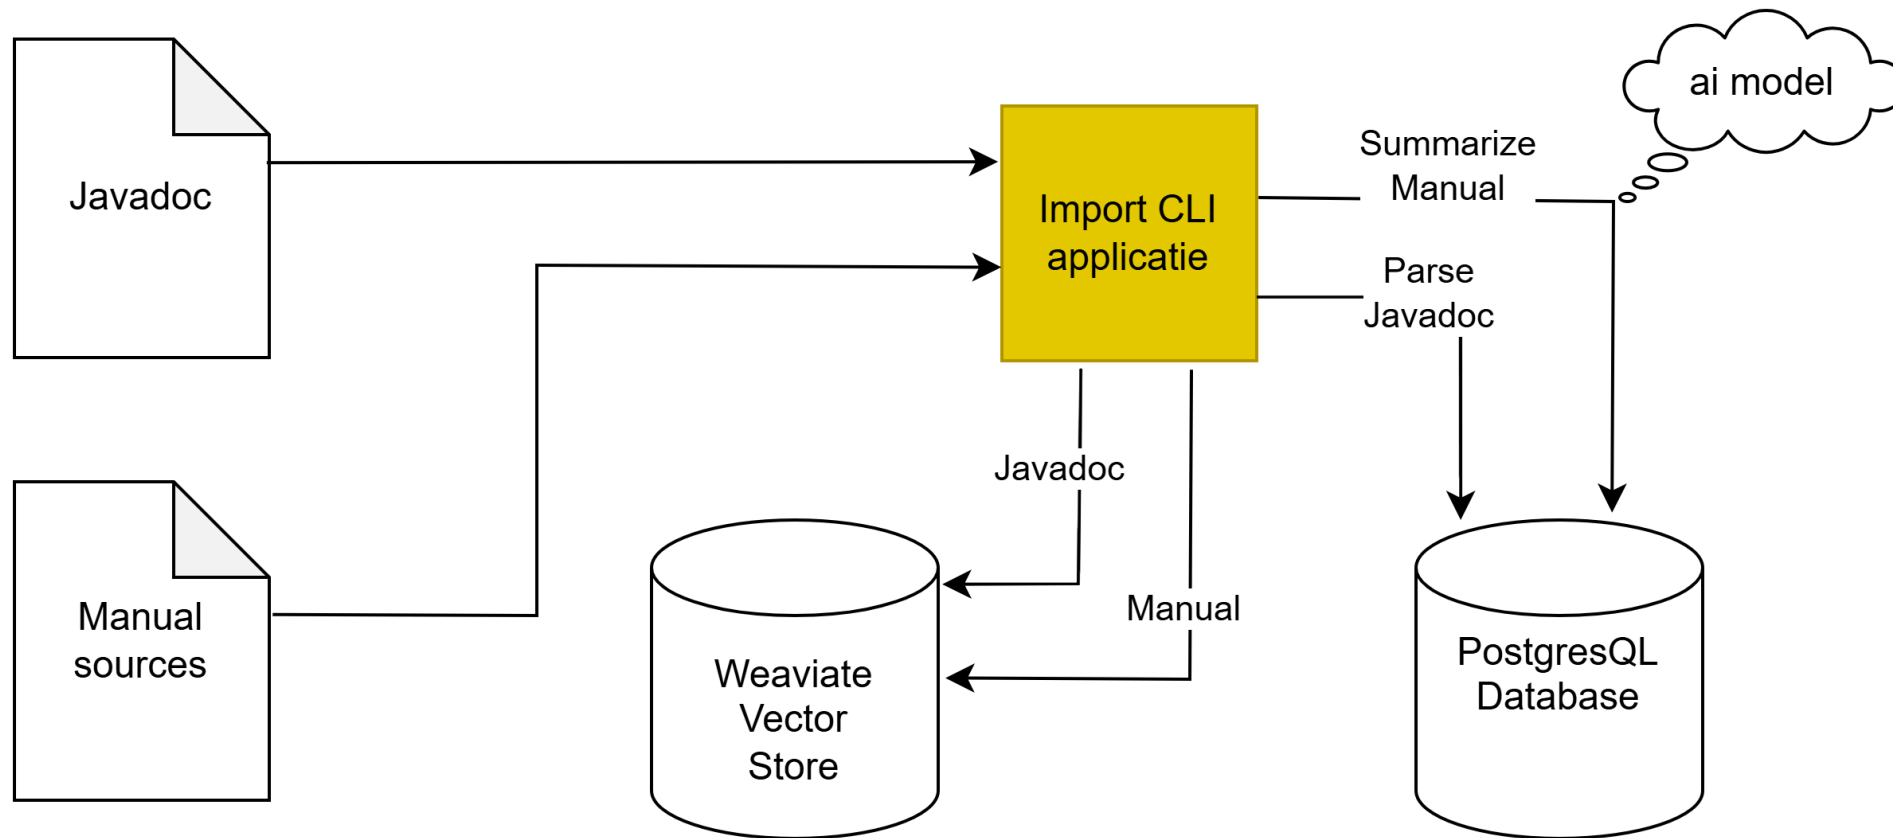 Javadoc
Import CLI
applicatie
Summarize
Manual
ai model
Parse
Javadoc
Javadoc
Manual
Manual
sources
Weaviate
Vector
Store
PostgresQL
Database